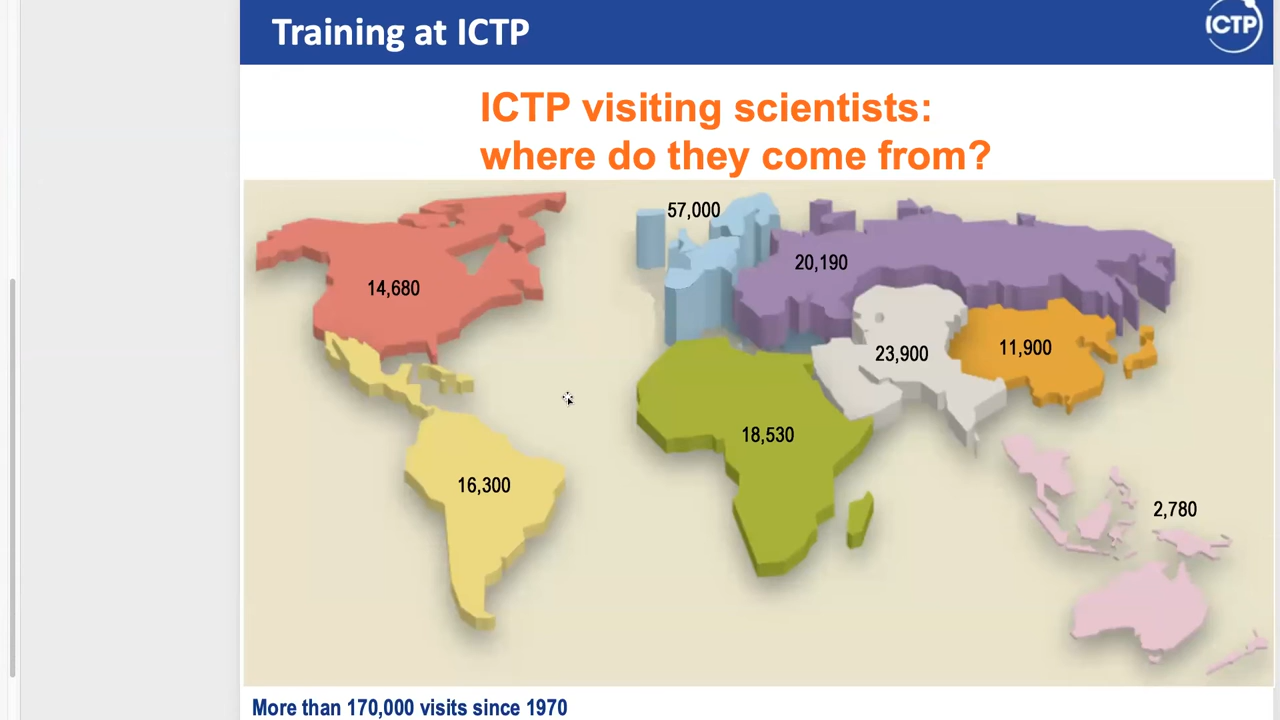 Training at ICTP
ICTP
ICTP visiting scientists:
where do they come from?
57,000
20,190
14,680
23,900
11,900
18,530
16,300
2,780
More than 170,000 visits since 1970